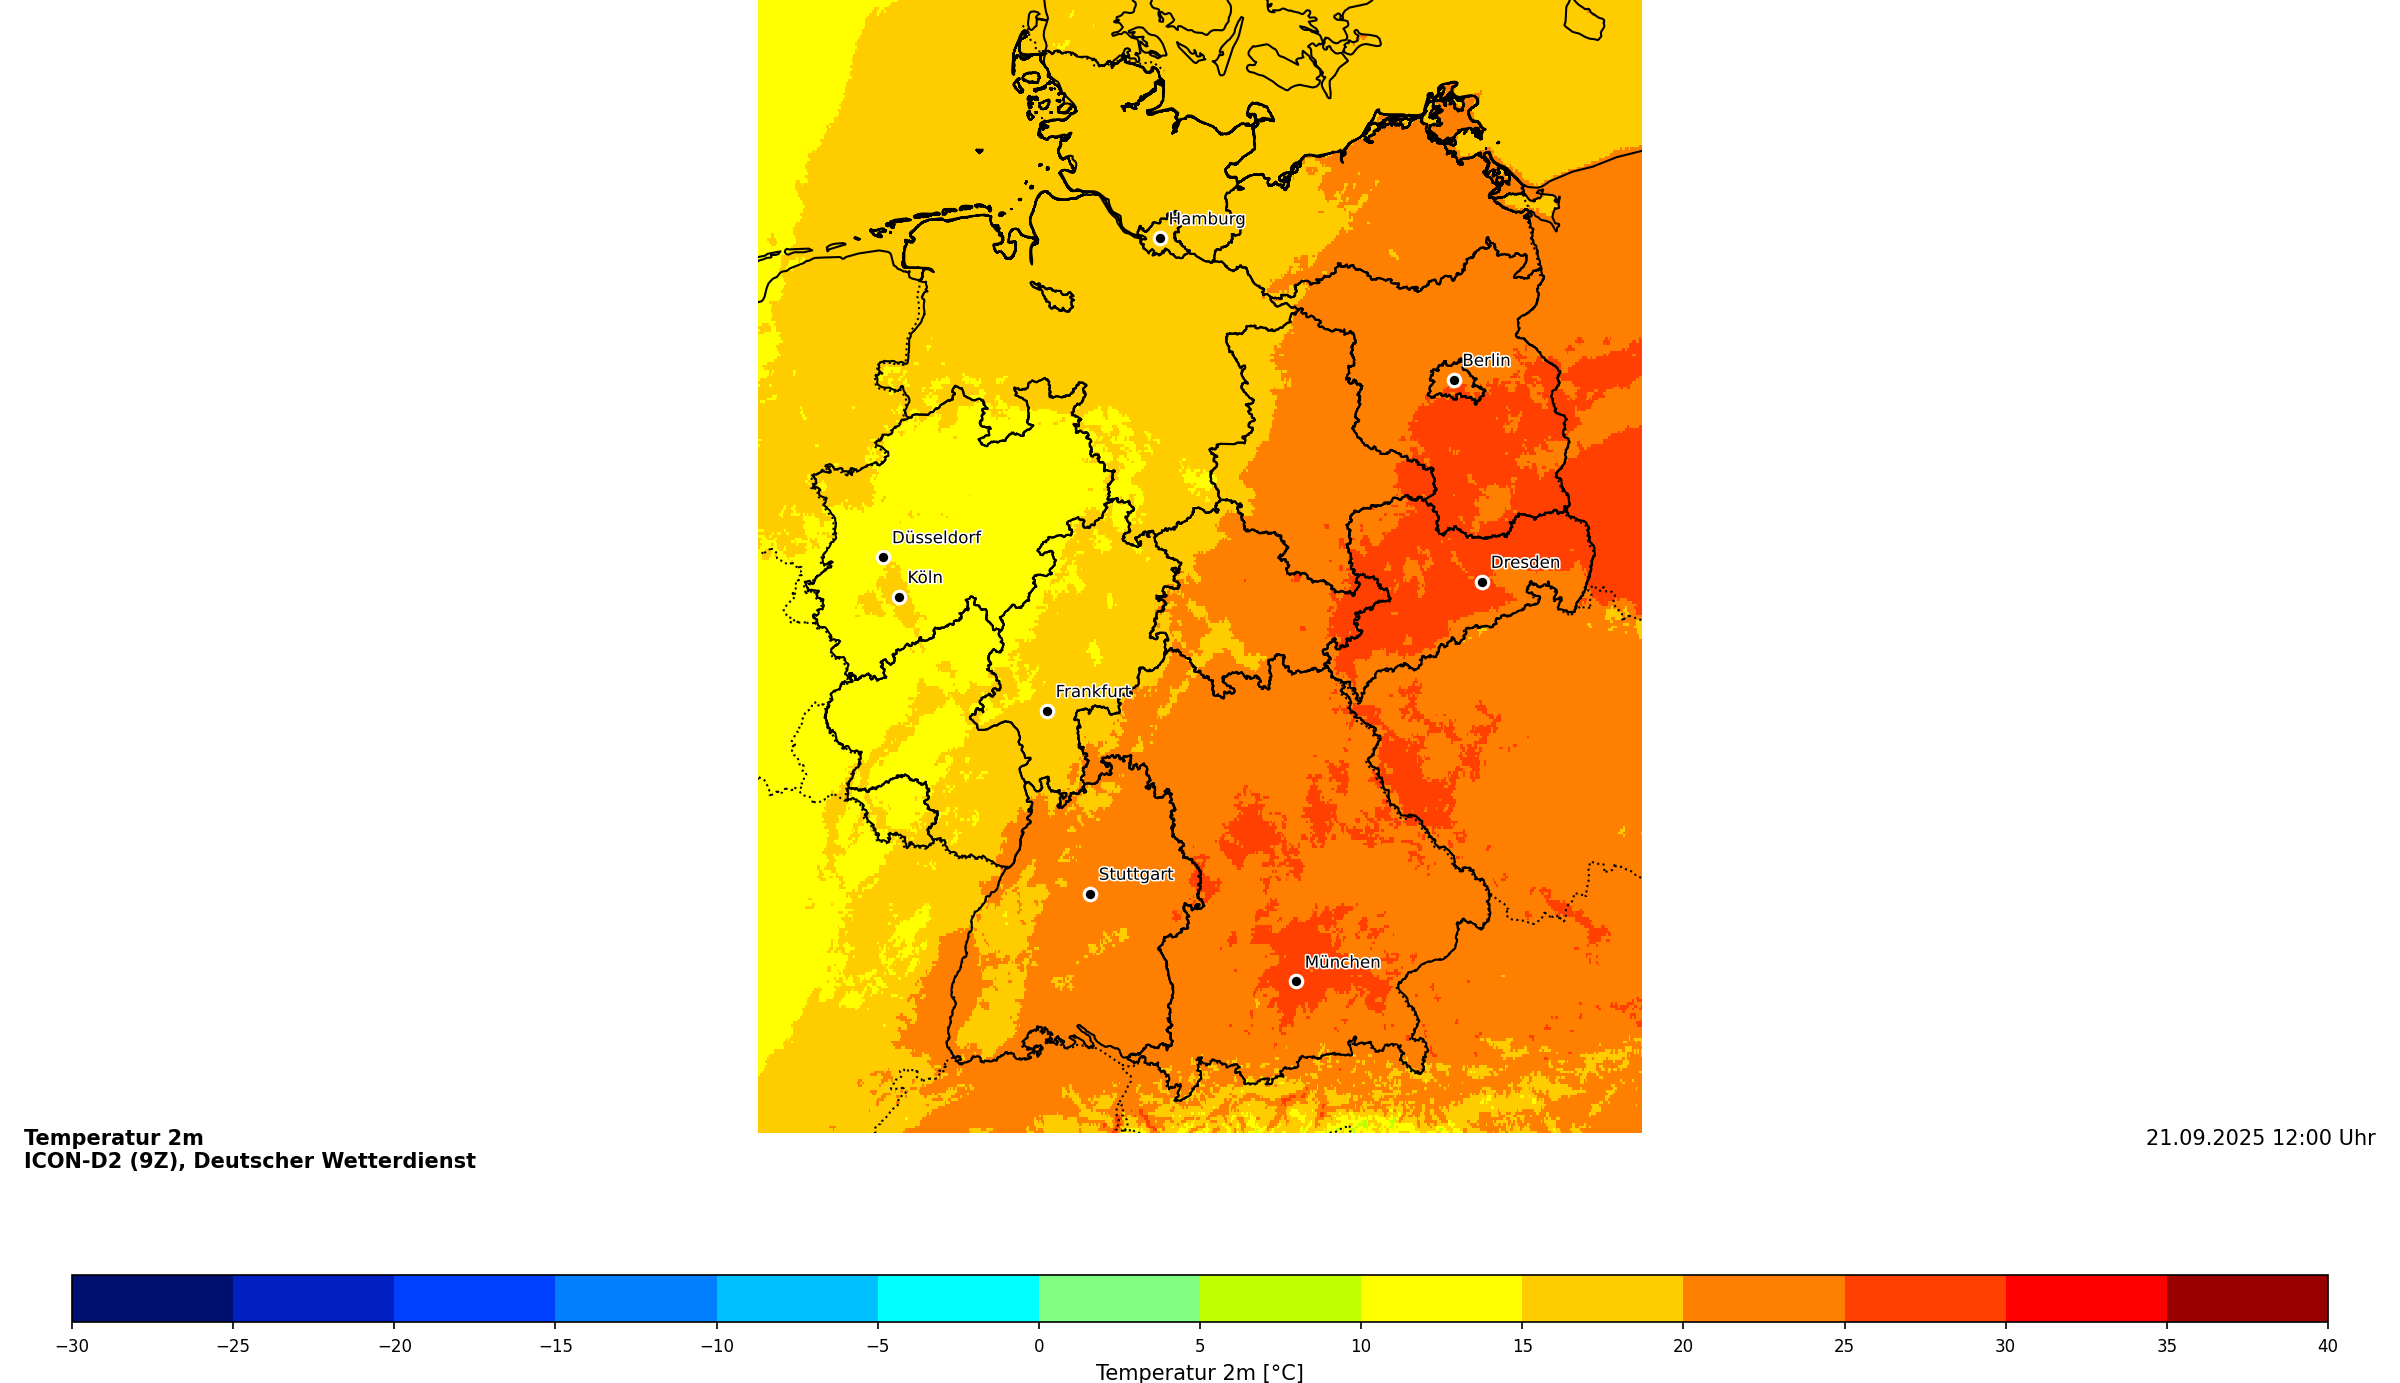 Hamburg
Berlin
Düsseldorf
Dresden
Köln
Frankfurt
Stuttgart
München
Temperatur 2m
ICON-D2 (9Z), Deutscher Wetterdienst
21.09.2025 12:00 Uhr
−30 −25 −20 −15 −10 −5 0 5 10 15 20 25 30 35 40
Temperatur 2m [°C]